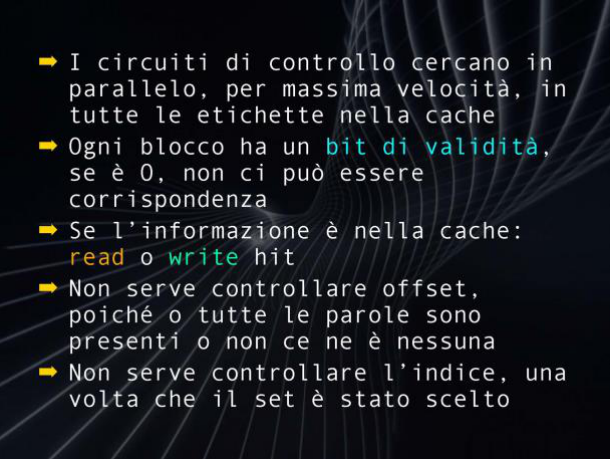 ➡ I circuiti di controllo cercano in
parallelo, per massima velocità, in
tutte le etichette nella cache
➡ Ogni blocco ha un bit di validità,
se è O, non ci può essere
corrispondenza
➡ Se l’informazione è nella cache:
read o write hit
➡ Non serve controllare offset,
poiché o tutte le parole sono
presenti o non ce ne è nessuna
➡ Non serve controllare l’indice, una
volta che il set è stato scelto